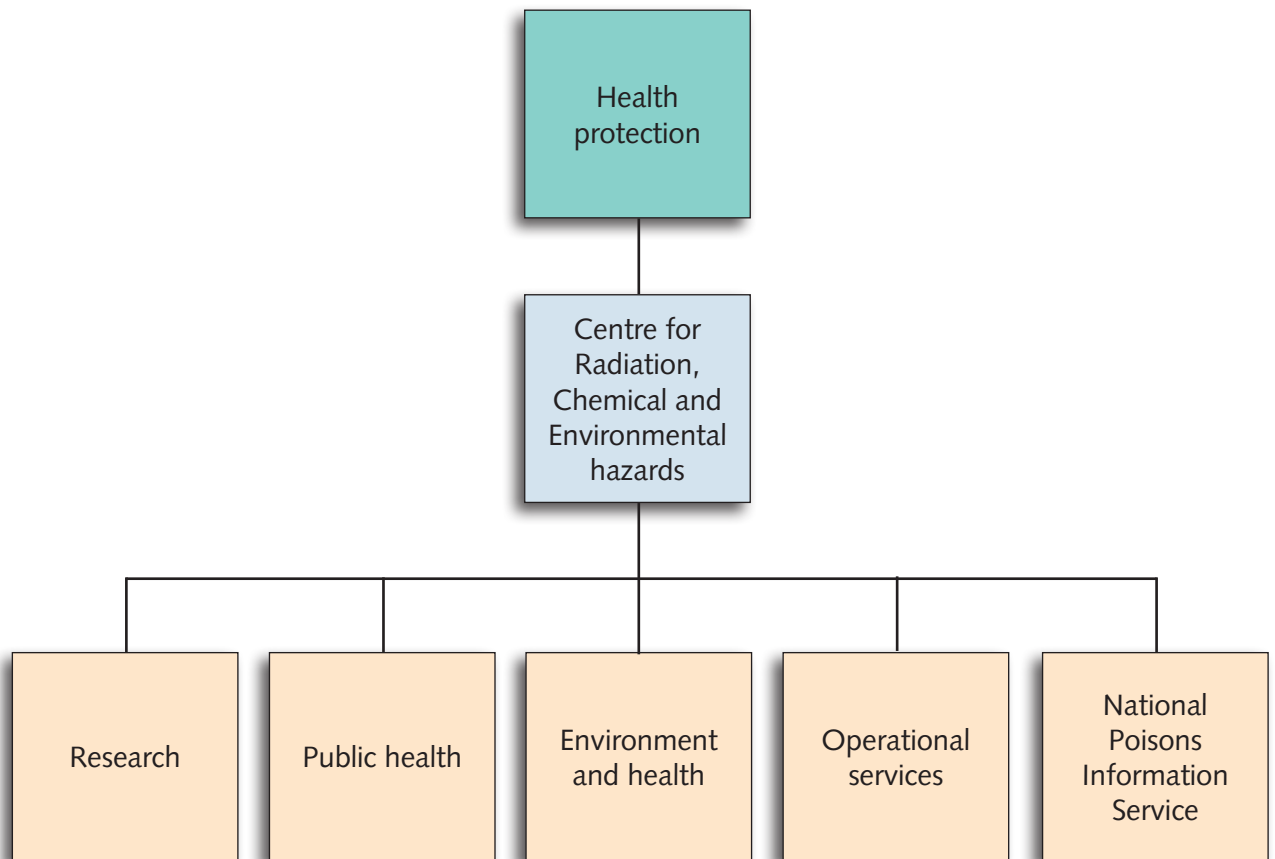 Health
protection
Centre for
Radiation,
Chemical and
Environmental
hazards
Research
Public health
Environment
and health
Operational
services
National
Poisons
Information
Service